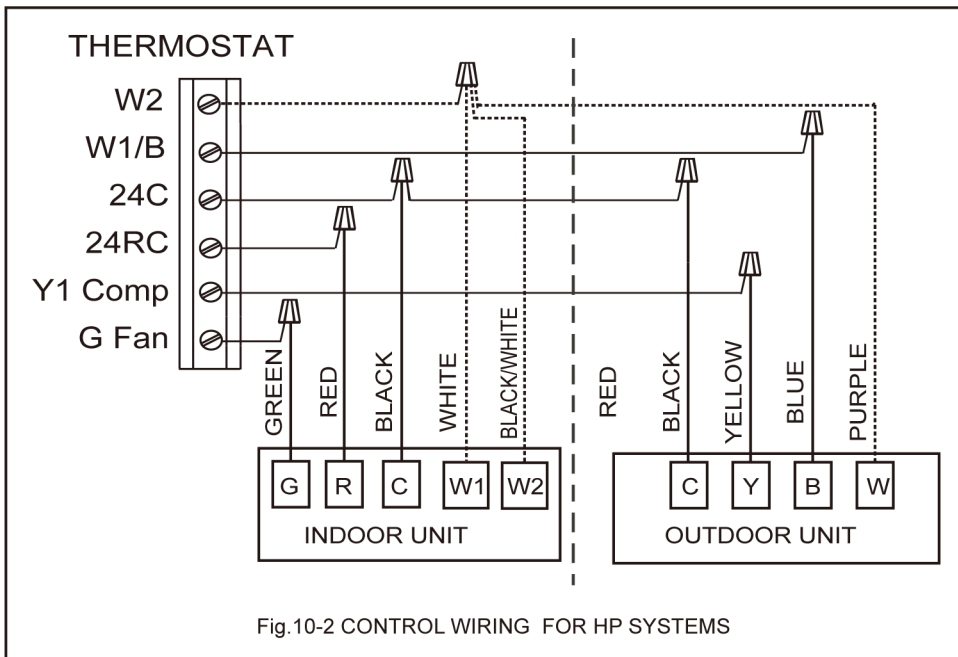 THERMOSTAT
W2
W1/B
24C
24RC
Y1 Comp
G Fan
GREEN
RED
BLACK
WHITE
BLACK/WHITE
RED
BLACK
YELLOW
BLUE
PURPLE
G R C W1 W2
INDOOR UNIT
C Y B W
OUTDOOR UNIT
Fig.10-2 CONTROL WIRING FOR HP SYSTEMS